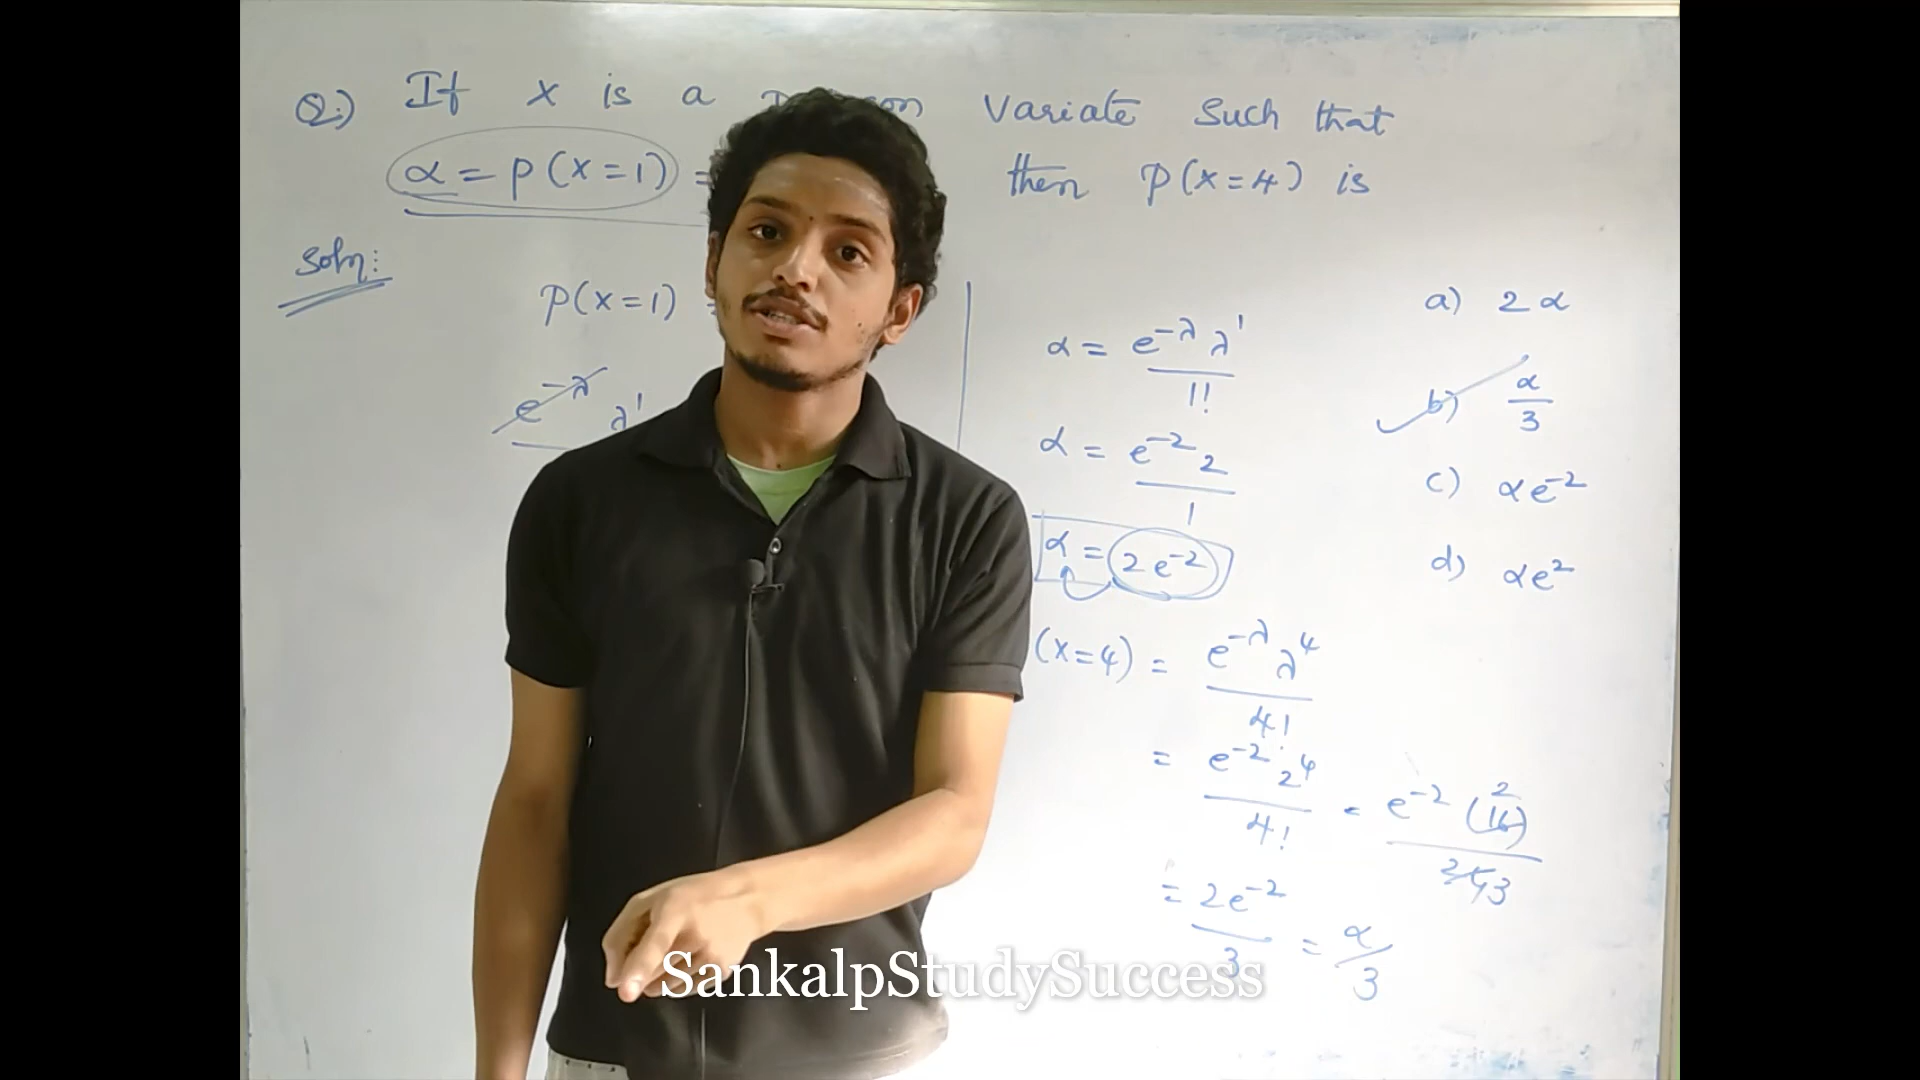 Q.) If x is a variate such that
α = P(x=1) = then P(x=4) is
Soln:
P(x=1)
e^-λ λ^1
α = e^-λ λ^1 / 1!
α = e^-2 2 / 1
α = 2e^-2
(x=4) = e^-λ λ^4 / 4!
= e^-2 2^4 / 4! = e^-2 (16) 2 / 3
= 2e^-2 / 3 = α/3
a) 2α
b) α/3
c) αe^-2
d) αe^2
SankalpStudySuccess